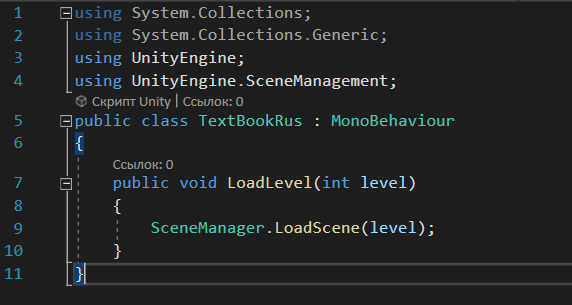 1 using System.Collections;
2 using System.Collections.Generic;
3 using UnityEngine;
4 using UnityEngine.SceneManagement;
Скрипт Unity | Ссылок: 0
5 public class TextBookRus : MonoBehaviour
6 {
Ссылок: 0
7 public void LoadLevel(int level)
8 {
9 SceneManager.LoadScene(level);
10 }
11 }